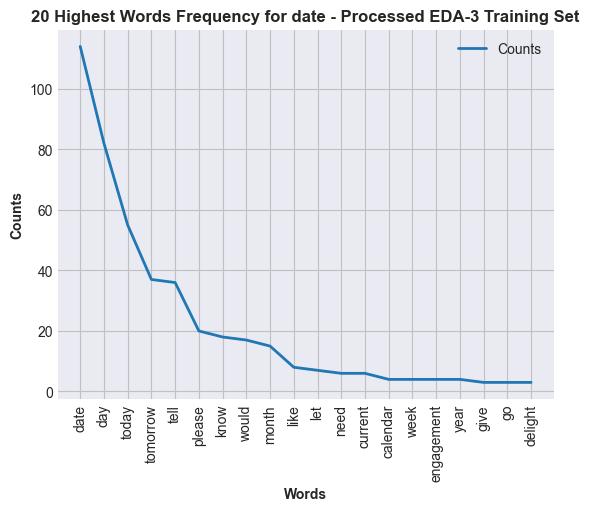 20 Highest Words Frequency for date - Processed EDA-3 Training Set
Counts
Counts
100
80
60
40
20
0
date
day
today
tomorrow
tell
please
know
would
month
like
let
need
current
calendar
week
engagement
year
give
go
delight
Words